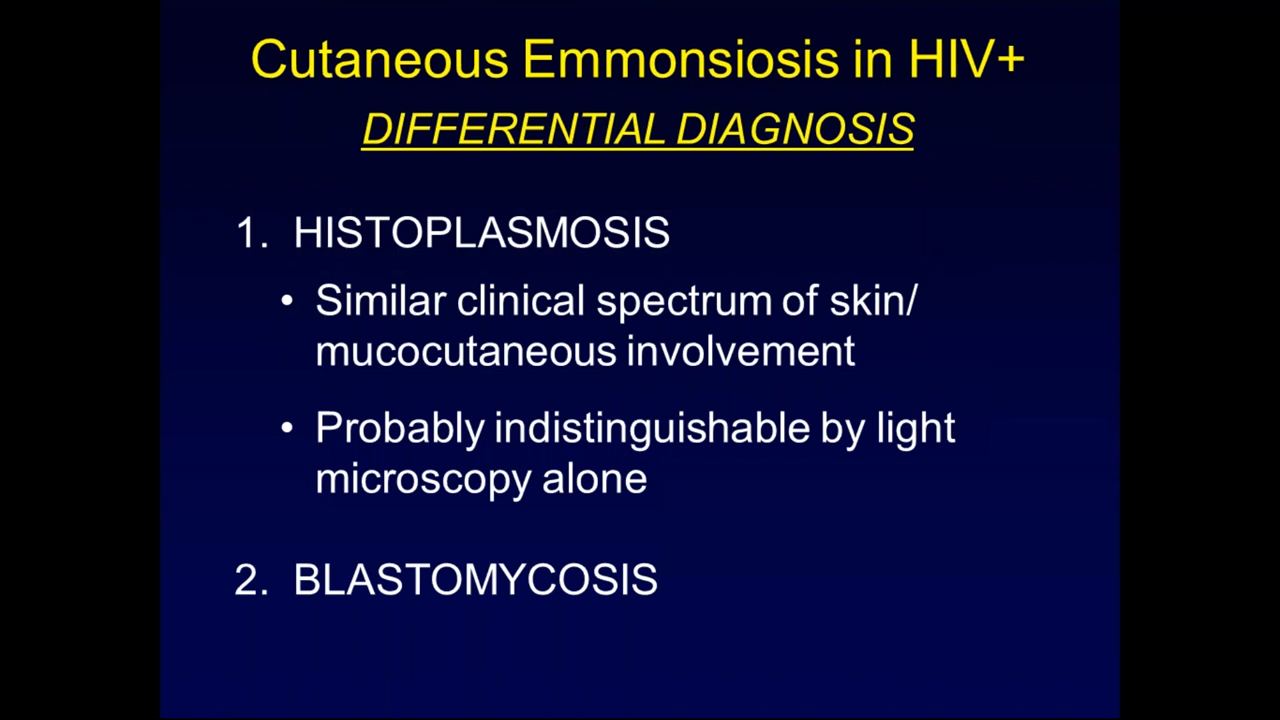 Cutaneous Emmonsiosis in HIV+
DIFFERENTIAL DIAGNOSIS
1. HISTOPLASMOSIS
• Similar clinical spectrum of skin/
mucocutaneous involvement
• Probably indistinguishable by light
microscopy alone
2. BLASTOMYCOSIS